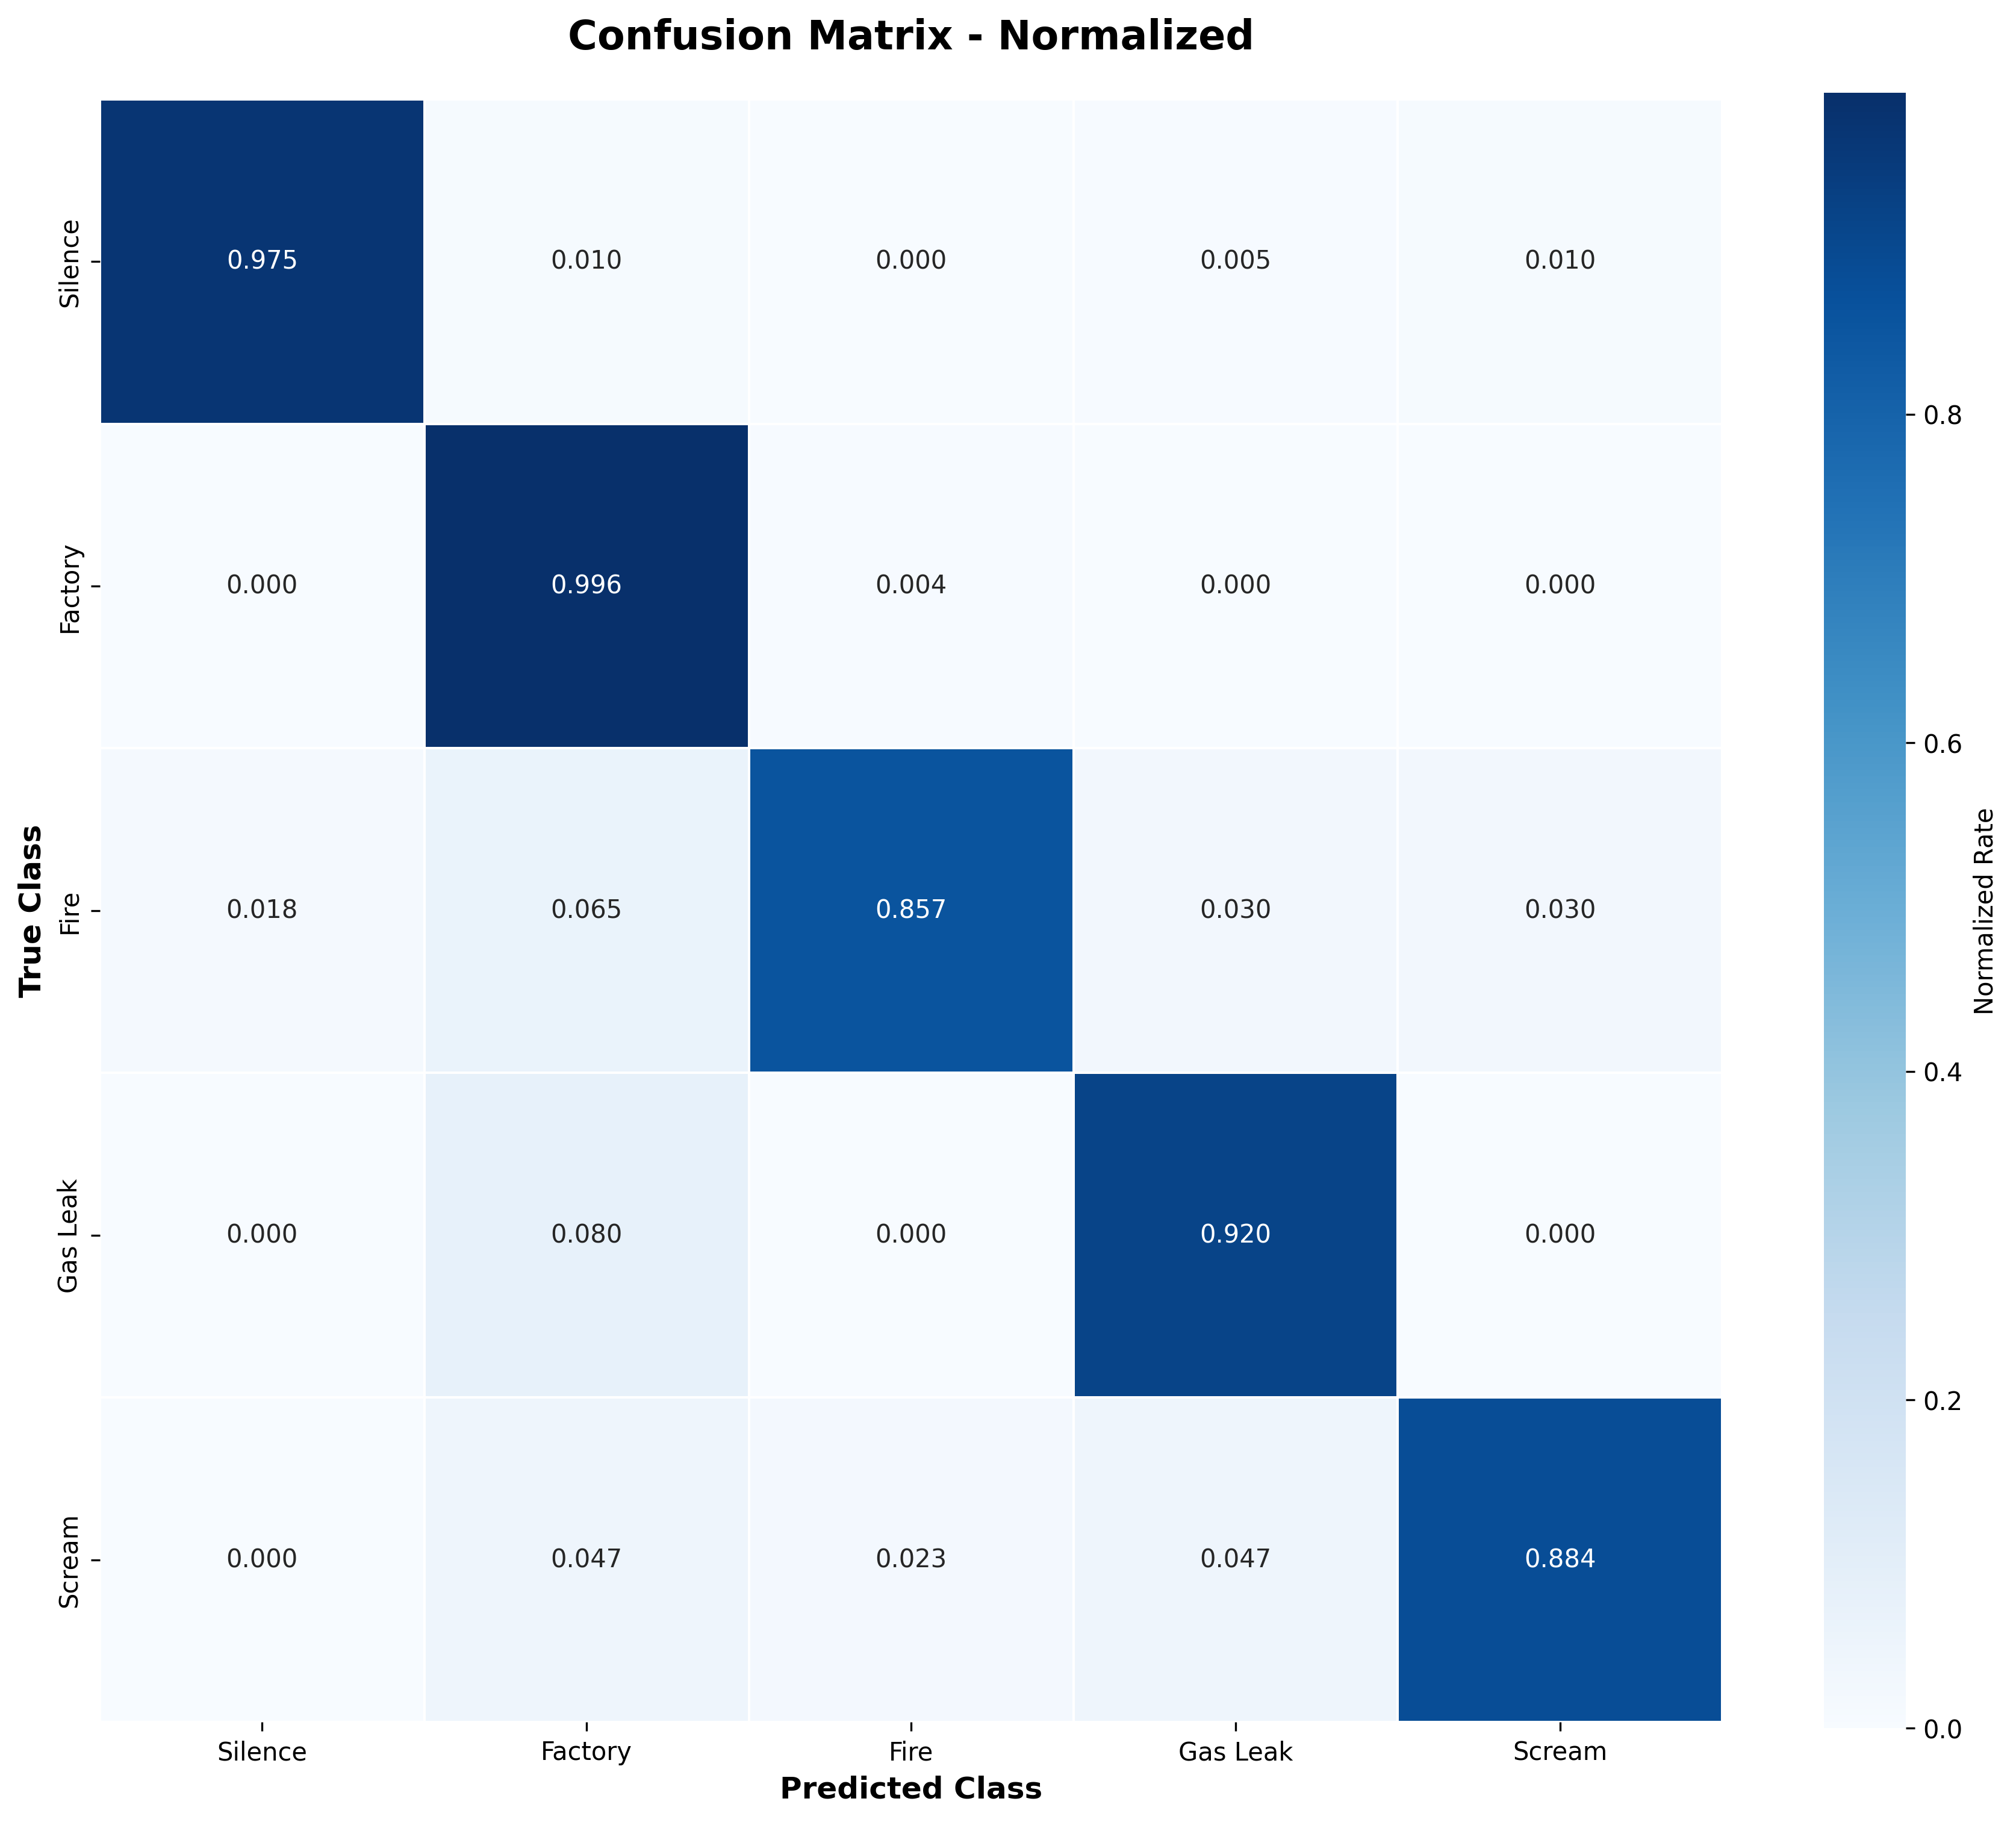 Confusion Matrix - Normalized
True Class
Silence
0.975 0.010 0.000 0.005 0.010
Factory
0.000 0.996 0.004 0.000 0.000
Fire
0.018 0.065 0.857 0.030 0.030
Gas Leak
0.000 0.080 0.000 0.920 0.000
Scream
0.000 0.047 0.023 0.047 0.884
Silence Factory Fire Gas Leak Scream
Predicted Class
0.8
0.6
0.4
0.2
0.0
Normalized Rate